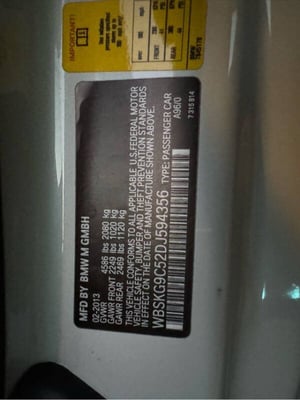 IMPORTANT!
MFD BY BMW M GMBH
02-2013
GVWR 4586 lbs 2080 kg
GAWR FRONT 2249 lbs 1020 kg
GAWR REAR 2469 lbs 1120 kg
THIS VEHICLE CONFORMS TO ALL APPLICABLE U.S. FEDERAL MOTOR
VEHICLE SAFETY, BUMPER, AND THEFT PREVENTION STANDARDS
IN EFFECT ON THE DATE OF MANUFACTURE SHOWN ABOVE.
WBSKG9C52DJ594356 TYPE: PASSENGER CAR
A96/0
7 315 814